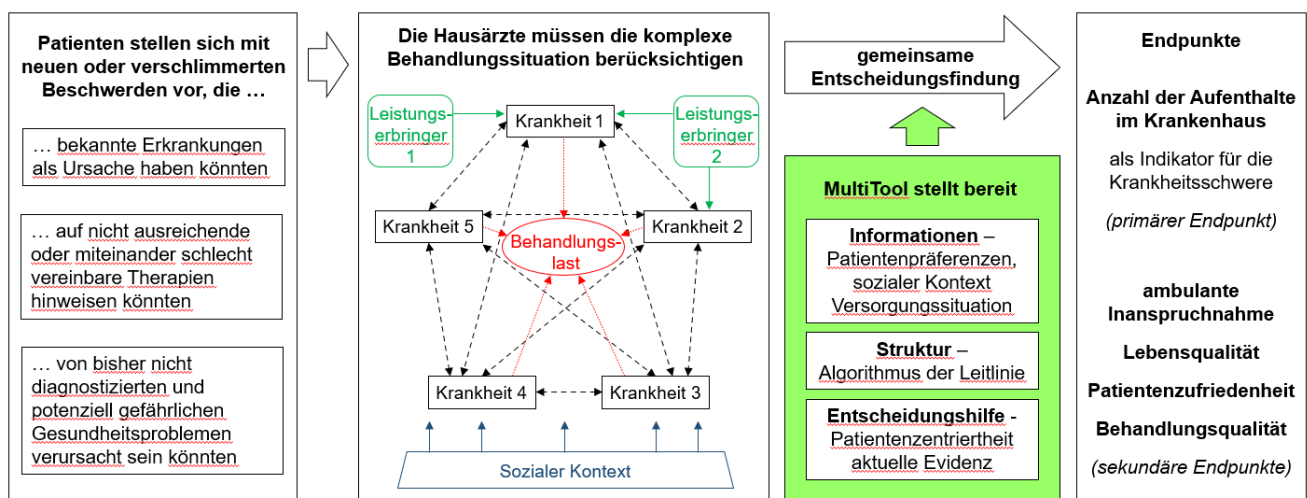 Patienten stellen sich mit
neuen oder verschlimmerten
Beschwerden vor, die …
… bekannte Erkrankungen
als Ursache haben könnten
… auf nicht ausreichende
oder miteinander schlecht
vereinbare Therapien
hinweisen könnten
… von bisher nicht
diagnostizierten und
potenziell gefährlichen
Gesundheitsproblemen
verursacht sein könnten
Die Hausärzte müssen die komplexe
Behandlungssituation berücksichtigen
Leistungs-
erbringer
1
Krankheit 1
Leistungs-
erbringer
2
Krankheit 5
Krankheit 2
Behandlungs-
last
Krankheit 4
Krankheit 3
Sozialer Kontext
gemeinsame
Entscheidungsfindung
MultiTool stellt bereit
Informationen –
Patientenpräferenzen,
sozialer Kontext
Versorgungssituation
Struktur –
Algorithmus der Leitlinie
Entscheidungshilfe -
Patientenzentriertheit
aktuelle Evidenz
Endpunkte
Anzahl der Aufenthalte
im Krankenhaus
als Indikator für die
Krankheitsschwere
(primärer Endpunkt)
ambulante
Inanspruchnahme
Lebensqualität
Patientenzufriedenheit
Behandlungsqualität
(sekundäre Endpunkte)